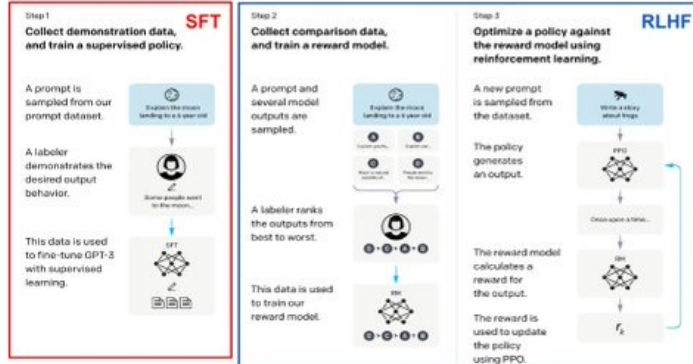 Step 1
SFT
Collect demonstration data,
and train a supervised policy.
A prompt is
sampled from our
prompt dataset.
Explain the moon
landing to a 6 year old
A labeler
demonstrates the
desired output
behavior.
Some people went
to the moon...
This data is used
to fine-tune GPT-3
with supervised
learning.
SFT
Step 2
Collect comparison data,
and train a reward model.
A prompt and
several model
outputs are
sampled.
Explain the moon
landing to a 6 year old
A
B
C
D
A labeler ranks
the outputs from
best to worst.
This data is used
to train our
reward model.
RM
Step 3
RLHF
Optimize a policy against
the reward model using
reinforcement learning.
A new prompt
is sampled from
the dataset.
Write a story
about frogs
The policy
generates
an output.
PPO
Once upon a time...
The reward model
calculates a
reward for
the output.
RM
The reward is
used to update
the policy
using PPO.
rk